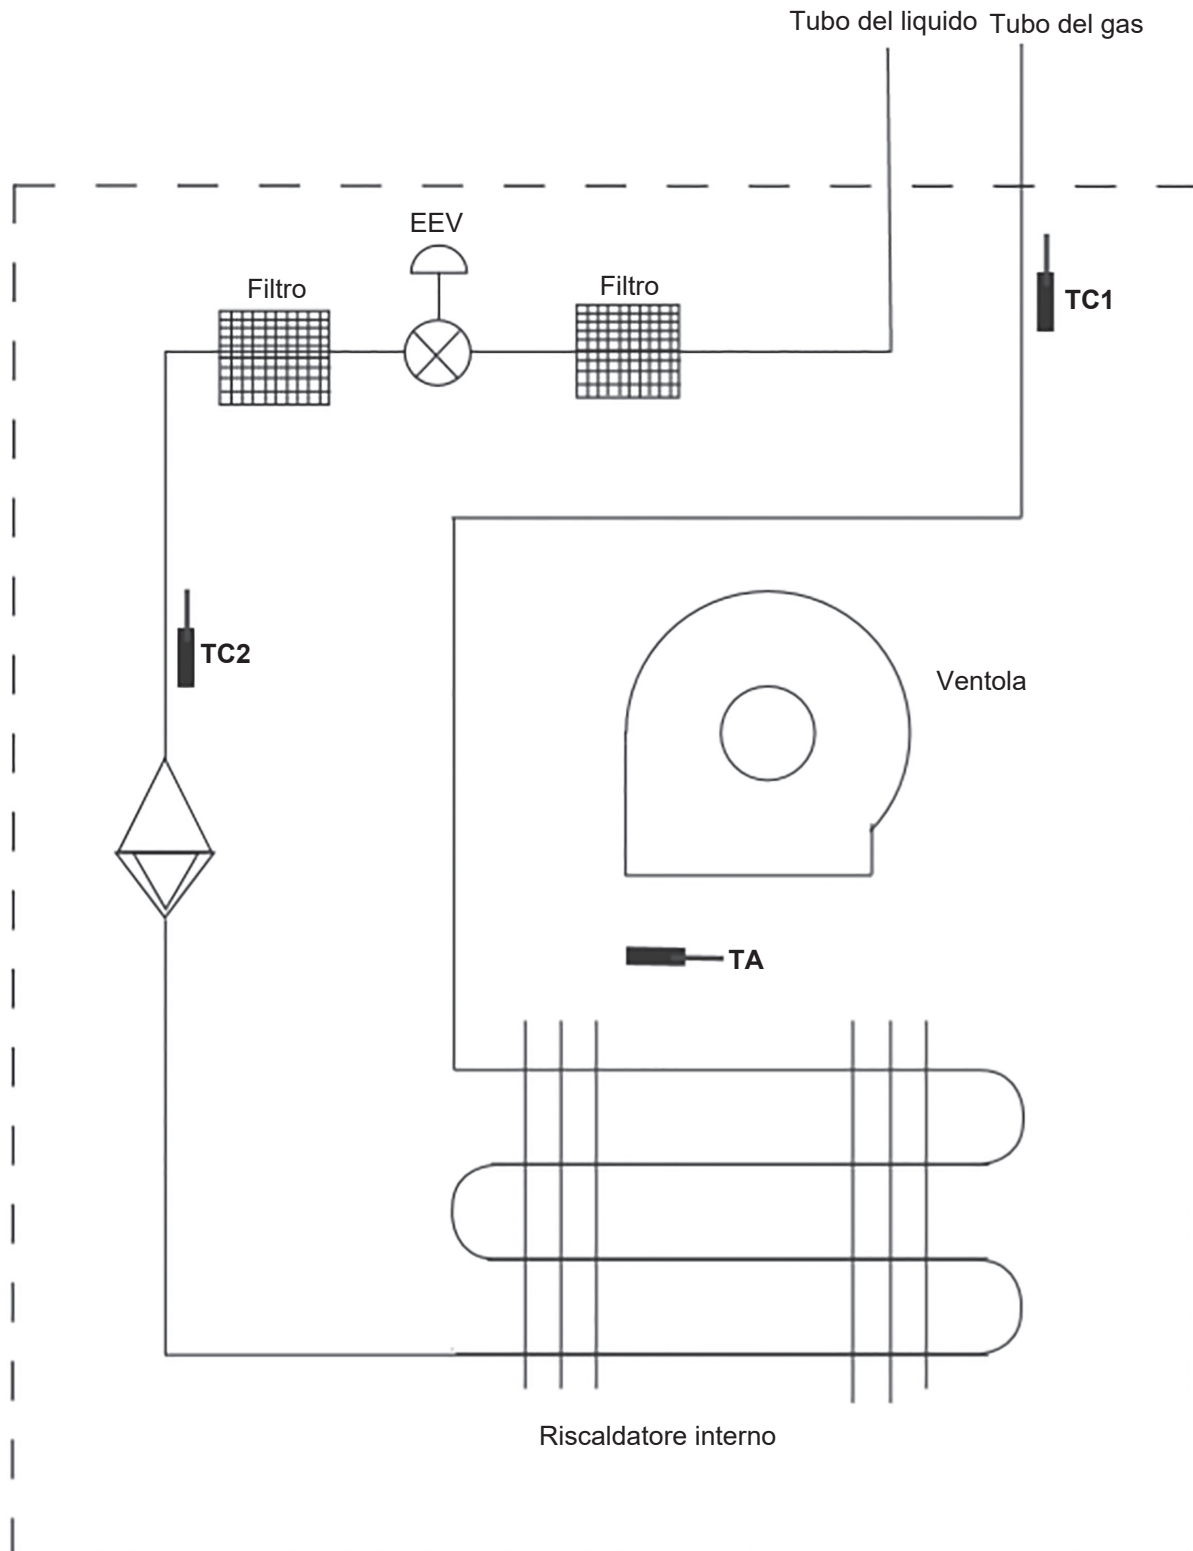 Tubo del liquido
Tubo del gas
EEV
Filtro
Filtro
TC1
TC2
Ventola
TA
Riscaldatore interno